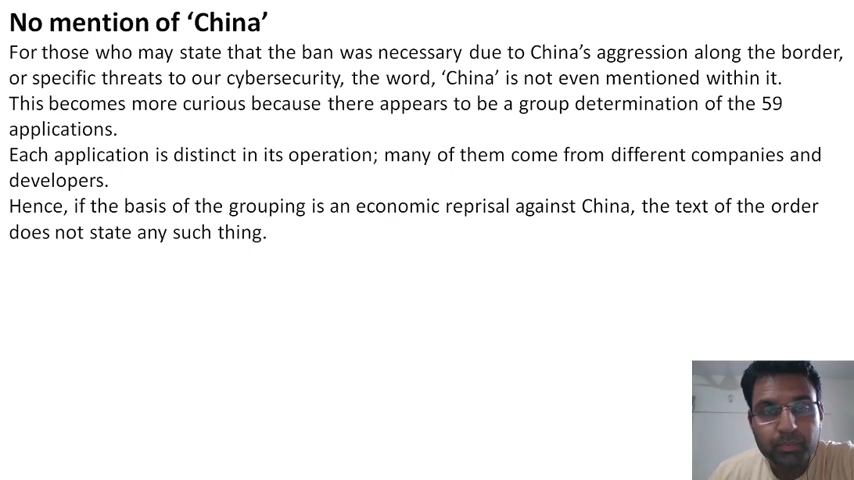 No mention of ‘China’
For those who may state that the ban was necessary due to China’s aggression along the border,
or specific threats to our cybersecurity, the word, ‘China’ is not even mentioned within it.
This becomes more curious because there appears to be a group determination of the 59
applications.
Each application is distinct in its operation; many of them come from different companies and
developers.
Hence, if the basis of the grouping is an economic reprisal against China, the text of the order
does not state any such thing.